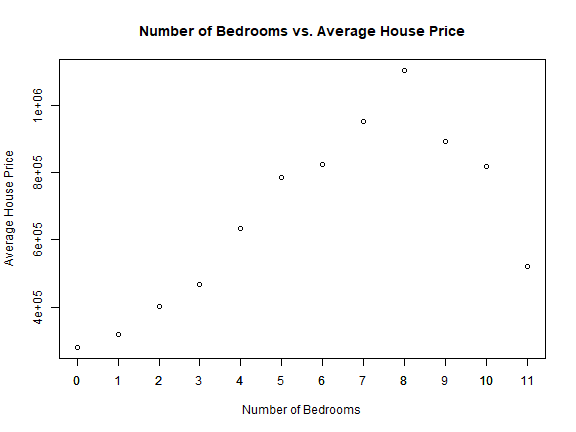 Number of Bedrooms vs. Average House Price
Average House Price
1e+06
8e+05
6e+05
4e+05
0 1 2 3 4 5 6 7 8 9 10 11
Number of Bedrooms